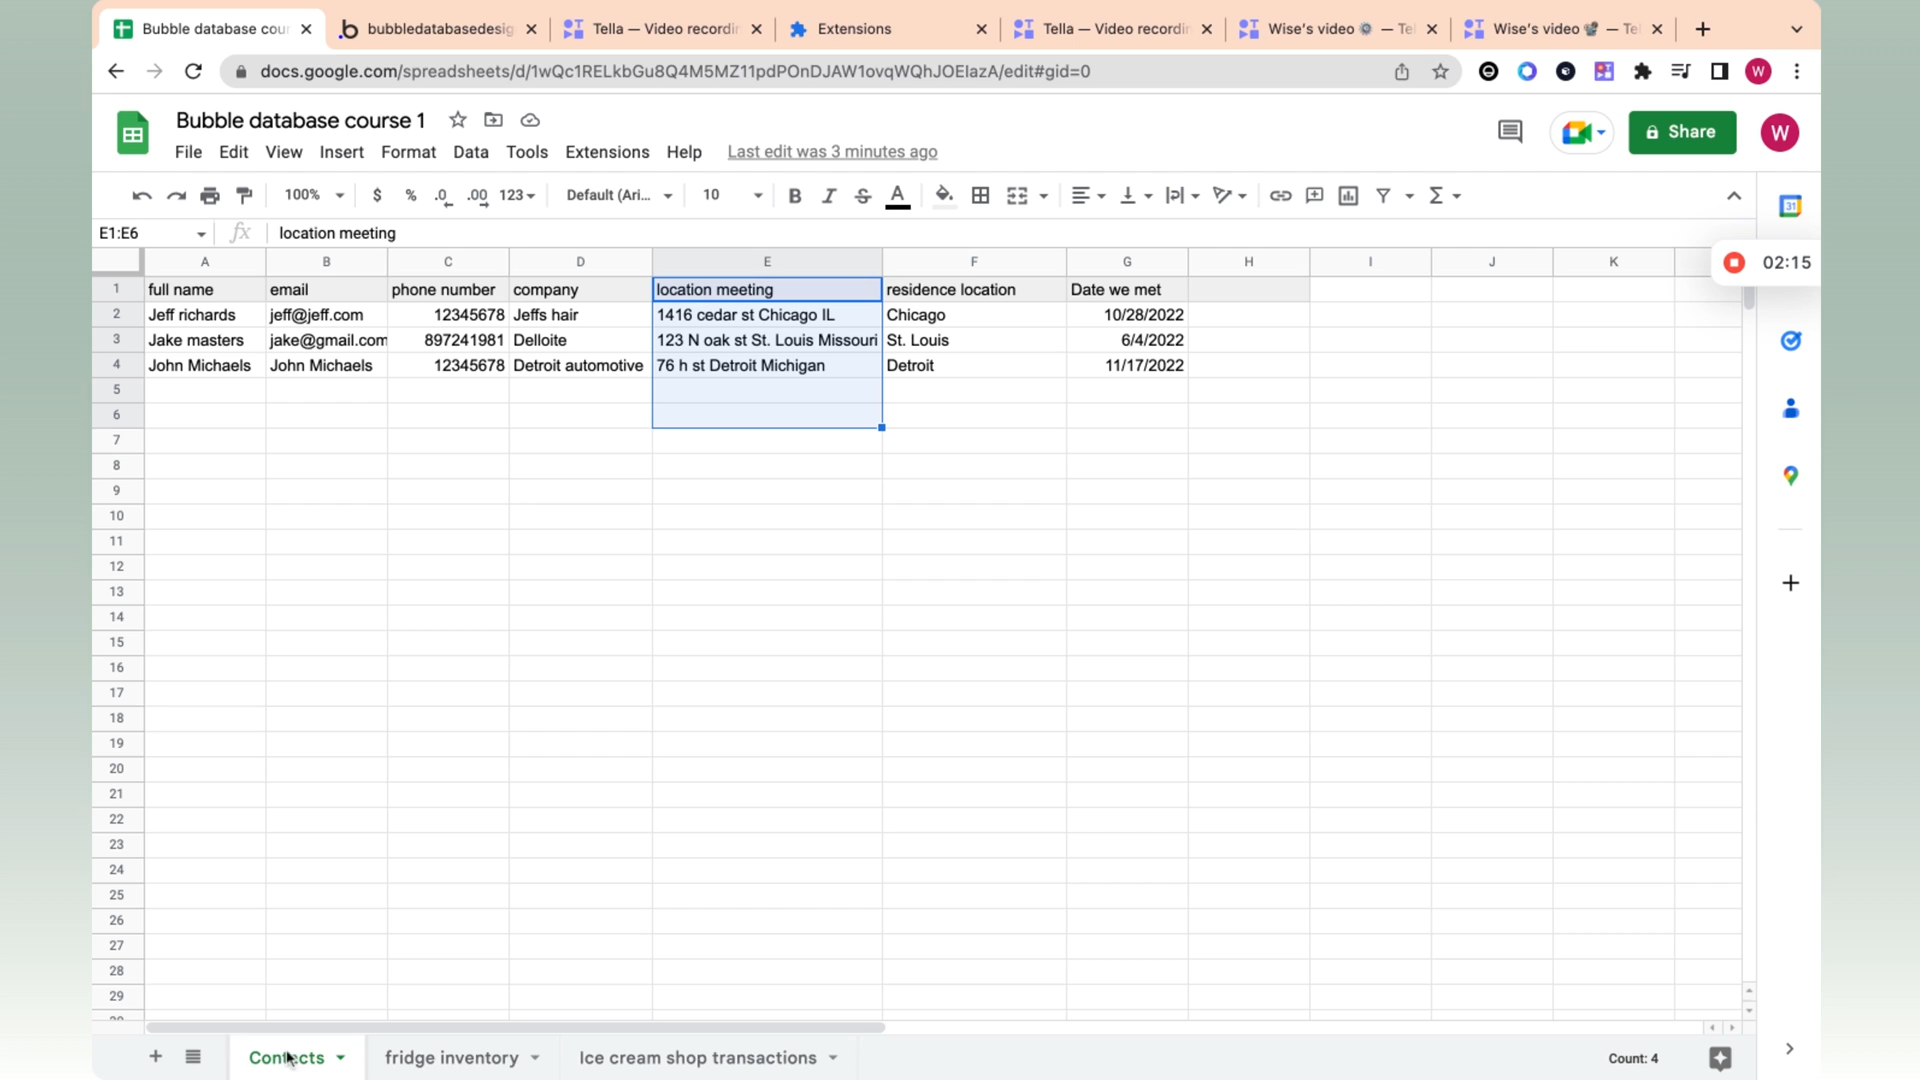 Bubble database cour
bubbledatabasedesig
Tella — Video recordin
Extensions
Tella — Video recordin
Wise's video — Tel
Wise's video — Tel
docs.google.com/spreadsheets/d/1wQc1RELkbGu8Q4M5MZ11pdPOnDJAW1ovqWQhJOEIazA/edit#gid=0
W
Bubble database course 1
Share
W
File Edit View Insert Format Data Tools Extensions Help Last edit was 3 minutes ago
100% $ % .0 .00 123 Default (Ari... 10 B I S A Σ
31
E1:E6 fx location meeting
02:15
A B C D E F G H I J K
1 full name email phone number company location meeting residence location Date we met
2 Jeff richards jeff@jeff.com 12345678 Jeffs hair 1416 cedar st Chicago IL Chicago 10/28/2022
3 Jake masters jake@gmail.com 897241981 Delloite 123 N oak st St. Louis Missouri St. Louis 6/4/2022
4 John Michaels John Michaels 12345678 Detroit automotive 76 h st Detroit Michigan Detroit 11/17/2022
5
6
7
8
9
10
11
12
13
14
15
16
17
18
19
20
21
22
23
24
25
26
27
28
29
Contacts fridge inventory Ice cream shop transactions Count: 4